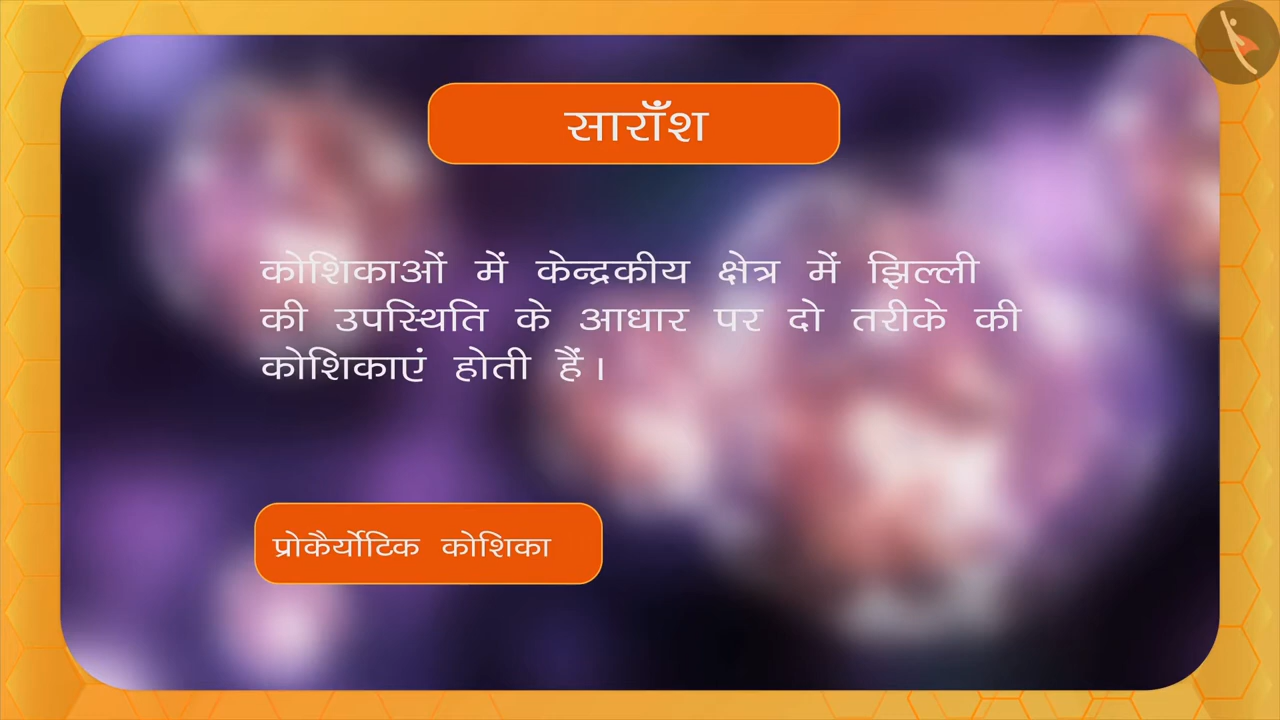 साराँश
कोशिकाओं में केन्द्रकीय क्षेत्र में झिल्ली
की उपस्थिति के आधार पर दो तरीके की
कोशिकाएं होती हैं।
प्रोकैर्योटिक कोशिका